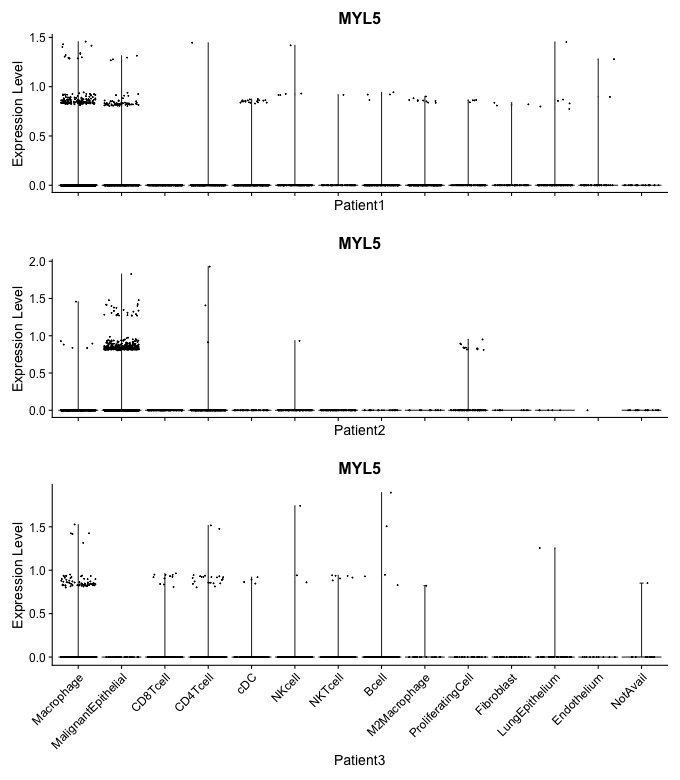 MYL5
Expression Level
1.5
1.0
0.5
0.0
Patient1
MYL5
Expression Level
2.0
1.5
1.0
0.5
0.0
Patient2
MYL5
Expression Level
1.5
1.0
0.5
0.0
Macrophage
MalignantEpithelial
CD8Tcell
CD4Tcell
cDC
NKcell
NKTcell
Bcell
M2Macrophage
ProliferatingCell
Fibroblast
LungEpithelium
Endothelium
NotAvail
Patient3